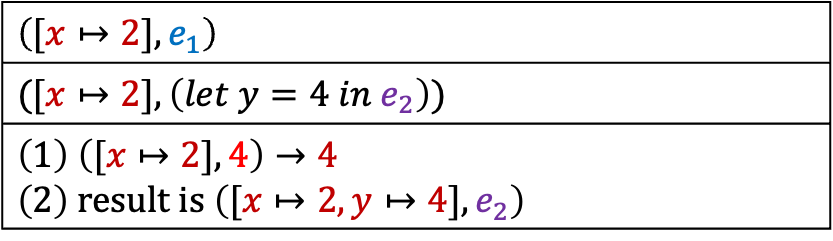 ([x ↦ 2], e₁)
([x ↦ 2], (let y = 4 in e₂))
(1) ([x ↦ 2], 4) → 4
(2) result is ([x ↦ 2, y ↦ 4], e₂)